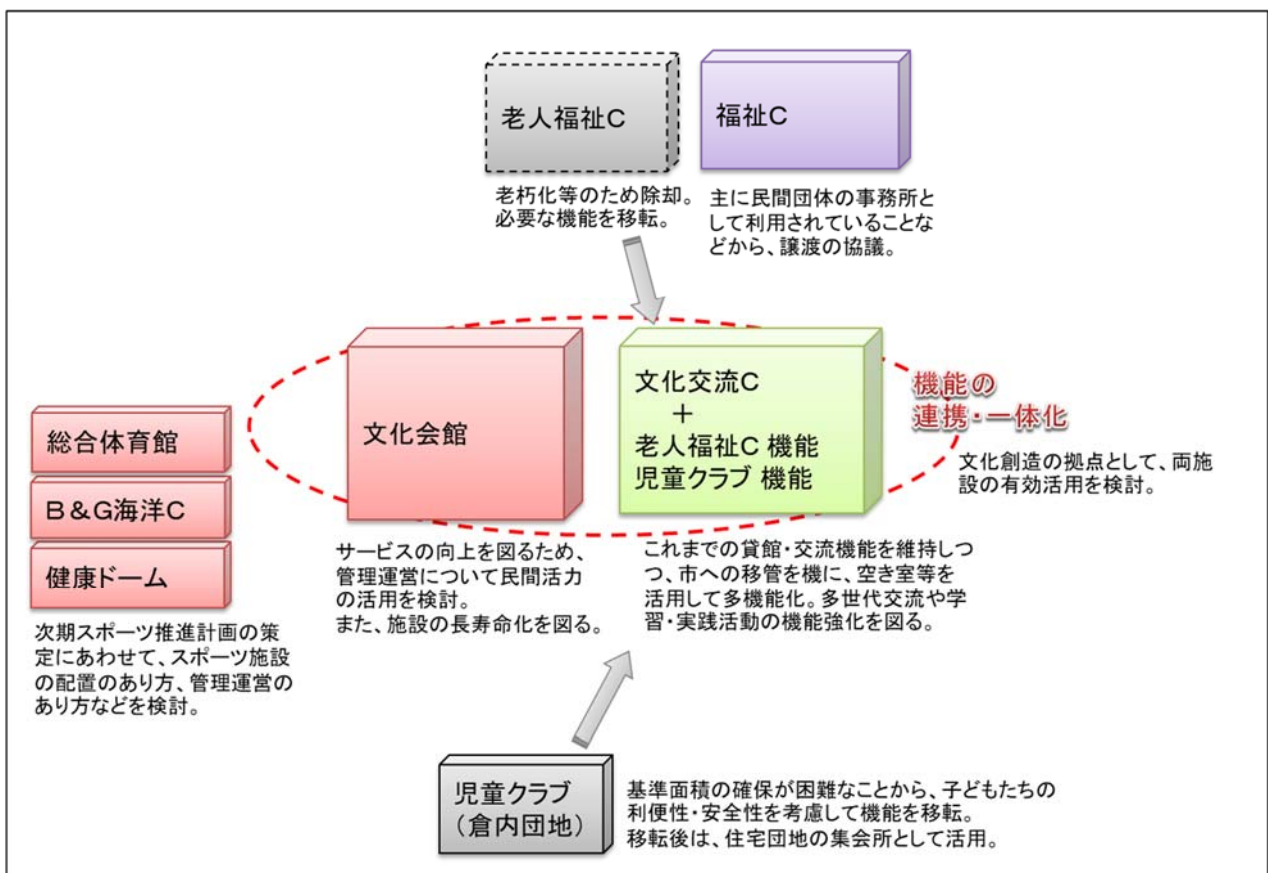 老人福祉C
福祉C
老朽化等のため除却。
必要な機能を移転。
主に民間団体の事務所と
して利用されていることな
どから、譲渡の協議。
文化会館
文化交流C
＋
老人福祉C 機能
児童クラブ 機能
機能の
連携・一体化
文化創造の拠点として、両施
設の有効活用を検討。
総合体育館
B&G海洋C
健康ドーム
次期スポーツ推進計画の策
定にあわせて、スポーツ施設
の配置のあり方、管理運営の
あり方などを検討。
サービスの向上を図るため、
管理運営について民間活力
の活用を検討。
また、施設の長寿命化を図る。
これまでの貸館・交流機能を維持しつ
つ、市への移管を機に、空き室等を
活用して多機能化。多世代交流や学
習・実践活動の機能強化を図る。
児童クラブ
（倉内団地）
基準面積の確保が困難なことから、子どもたちの
利便性・安全性を考慮して機能を移転。
移転後は、住宅団地の集会所として活用。